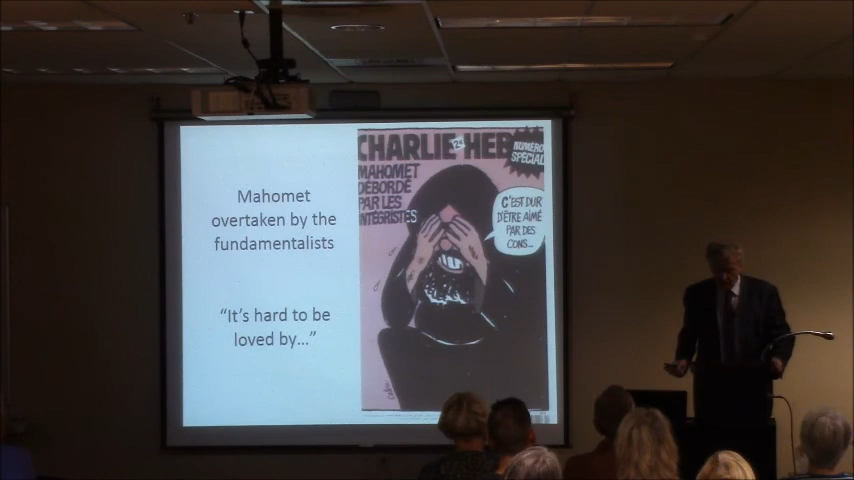 Mahomet
overtaken by the
fundamentalists
"It's hard to be
loved by..."
CHARLIE HEB
2€
NUMÉRO
SPÉCIAL
MAHOMET
DÉBORDÉ
PAR LES
INTÉGRISTES
C'EST DUR
D'ÊTRE AIMÉ
PAR DES
CONS...